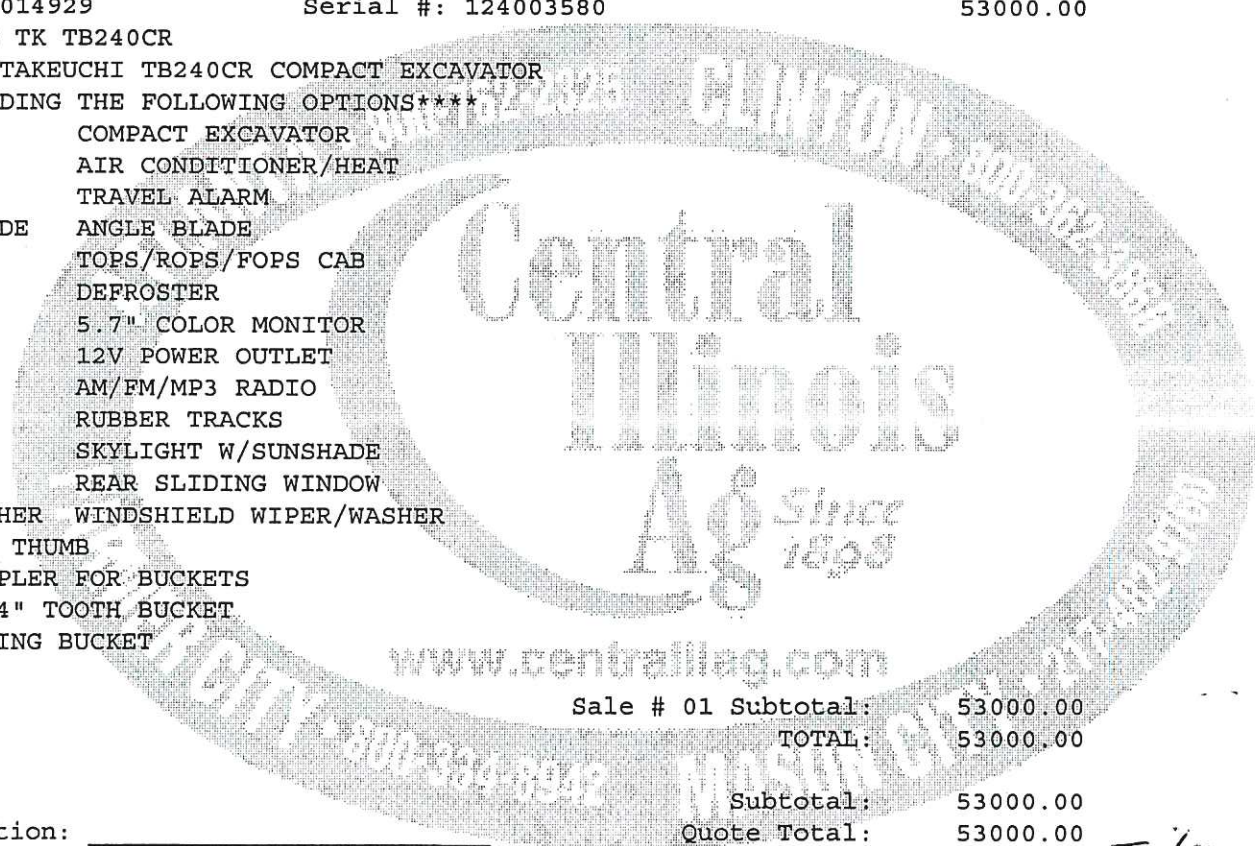 014929 Serial #: 124003580 53000.00
TK TB240CR
TAKEUCHI TB240CR COMPACT EXCAVATOR
DING THE FOLLOWING OPTIONS****
COMPACT EXCAVATOR
AIR CONDITIONER/HEAT
TRAVEL ALARM
DE ANGLE BLADE
TOPS/ROPS/FOPS CAB
DEFROSTER
5.7" COLOR MONITOR
12V POWER OUTLET
AM/FM/MP3 RADIO
RUBBER TRACKS
SKYLIGHT W/SUNSHADE
REAR SLIDING WINDOW
HER WINDSHIELD WIPER/WASHER
THUMB
PLER FOR BUCKETS
4" TOOTH BUCKET
ING BUCKET
CLINTON
Central
Illinois
Ag Since
1898
www.centralilag.com
MASON CITY
Sale # 01 Subtotal: 53000.00
TOTAL: 53000.00
Subtotal: 53000.00
tion: Quote Total: 53000.00